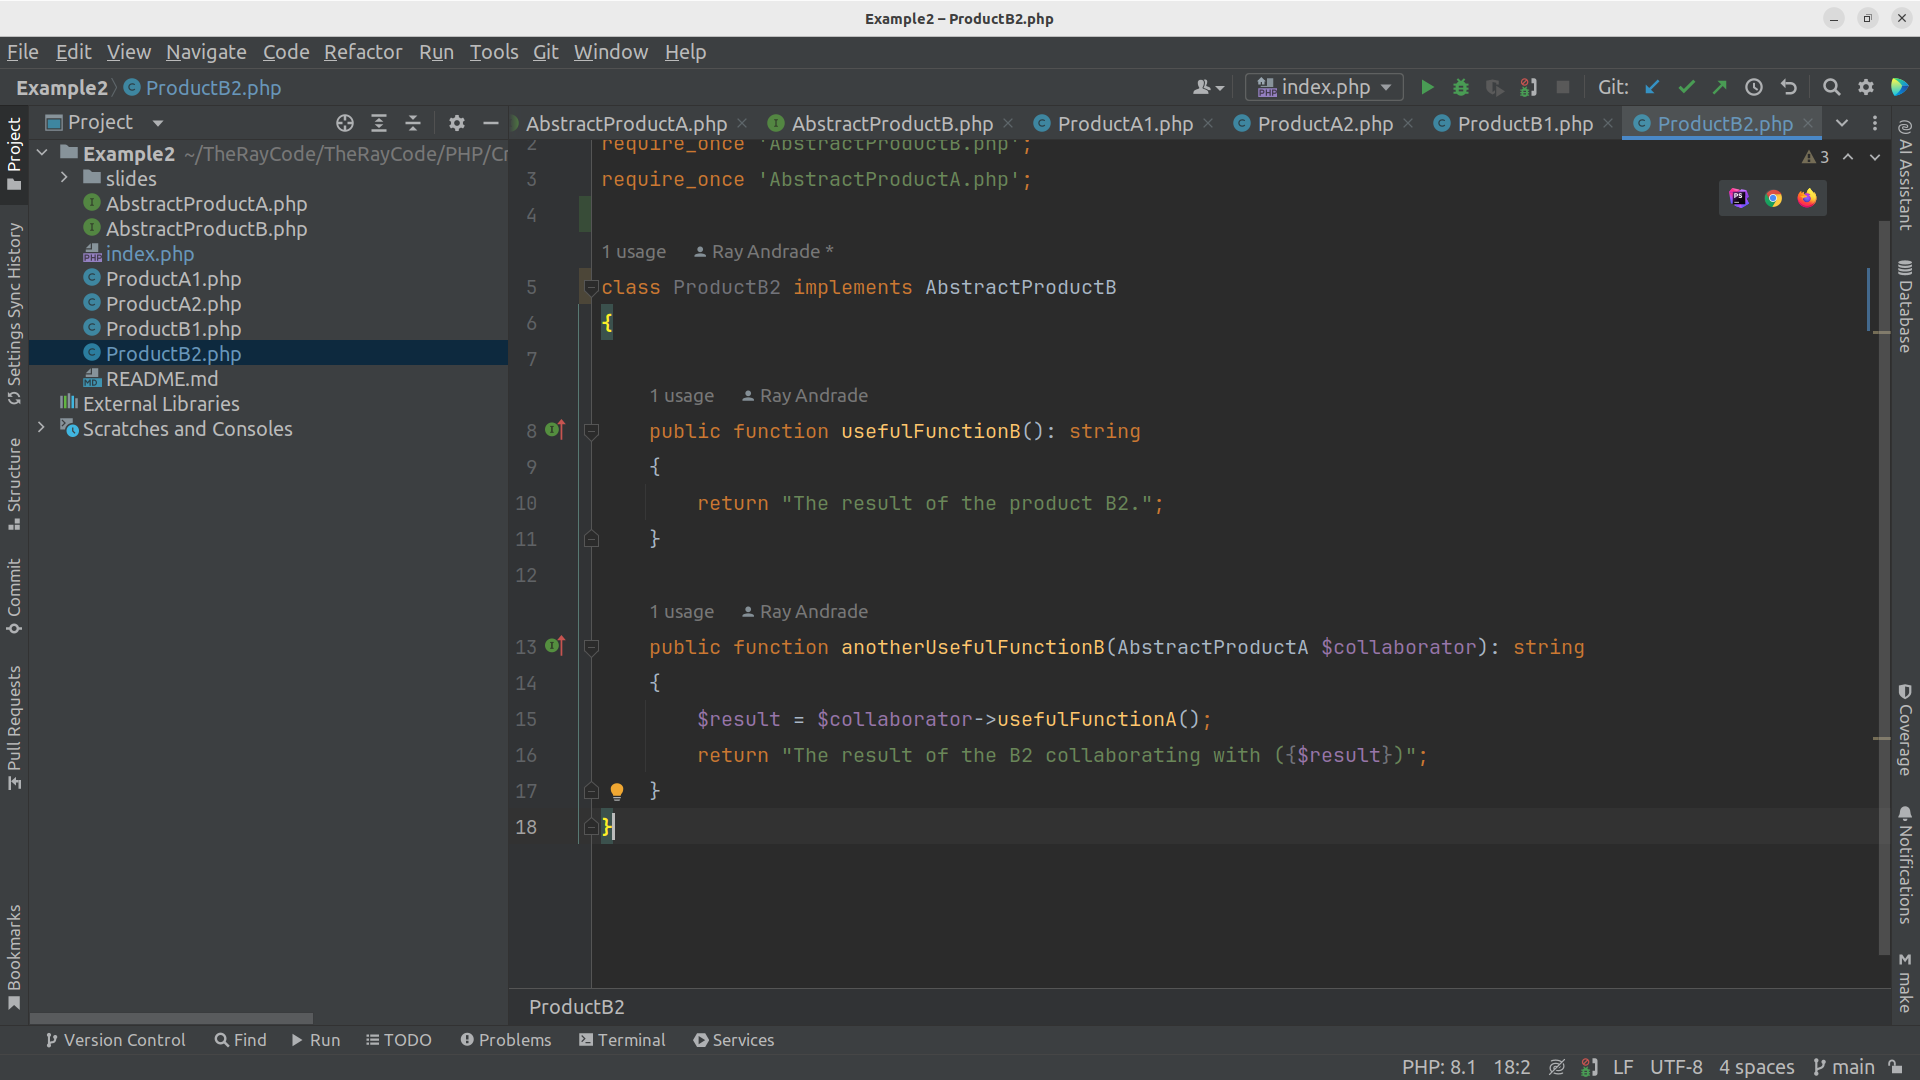 Example2 – ProductB2.php
File Edit View Navigate Code Refactor Run Tools Git Window Help
Example2 ProductB2.php
index.php
Git:
Project
AbstractProductA.php
AbstractProductB.php
ProductA1.php
ProductA2.php
ProductB1.php
ProductB2.php
Example2 ~/TheRayCode/TheRayCode/PHP/Cr
slides
AbstractProductA.php
AbstractProductB.php
index.php
ProductA1.php
ProductA2.php
ProductB1.php
ProductB2.php
README.md
External Libraries
Scratches and Consoles
Project
Settings Sync History
Structure
Commit
Pull Requests
Bookmarks
2 require_once 'AbstractProductB.php';
3 require_once 'AbstractProductA.php';
4
1 usage Ray Andrade *
5 class ProductB2 implements AbstractProductB
6 {
7
1 usage Ray Andrade
8 public function usefulFunctionB(): string
9 {
10 return "The result of the product B2.";
11 }
12
1 usage Ray Andrade
13 public function anotherUsefulFunctionB(AbstractProductA $collaborator): string
14 {
15 $result = $collaborator->usefulFunctionA();
16 return "The result of the B2 collaborating with ({$result})";
17 }
18 }
3
AI Assistant
Database
Coverage
Notifications
make
ProductB2
Version Control Find Run TODO Problems Terminal Services
PHP: 8.1 18:2 LF UTF-8 4 spaces main